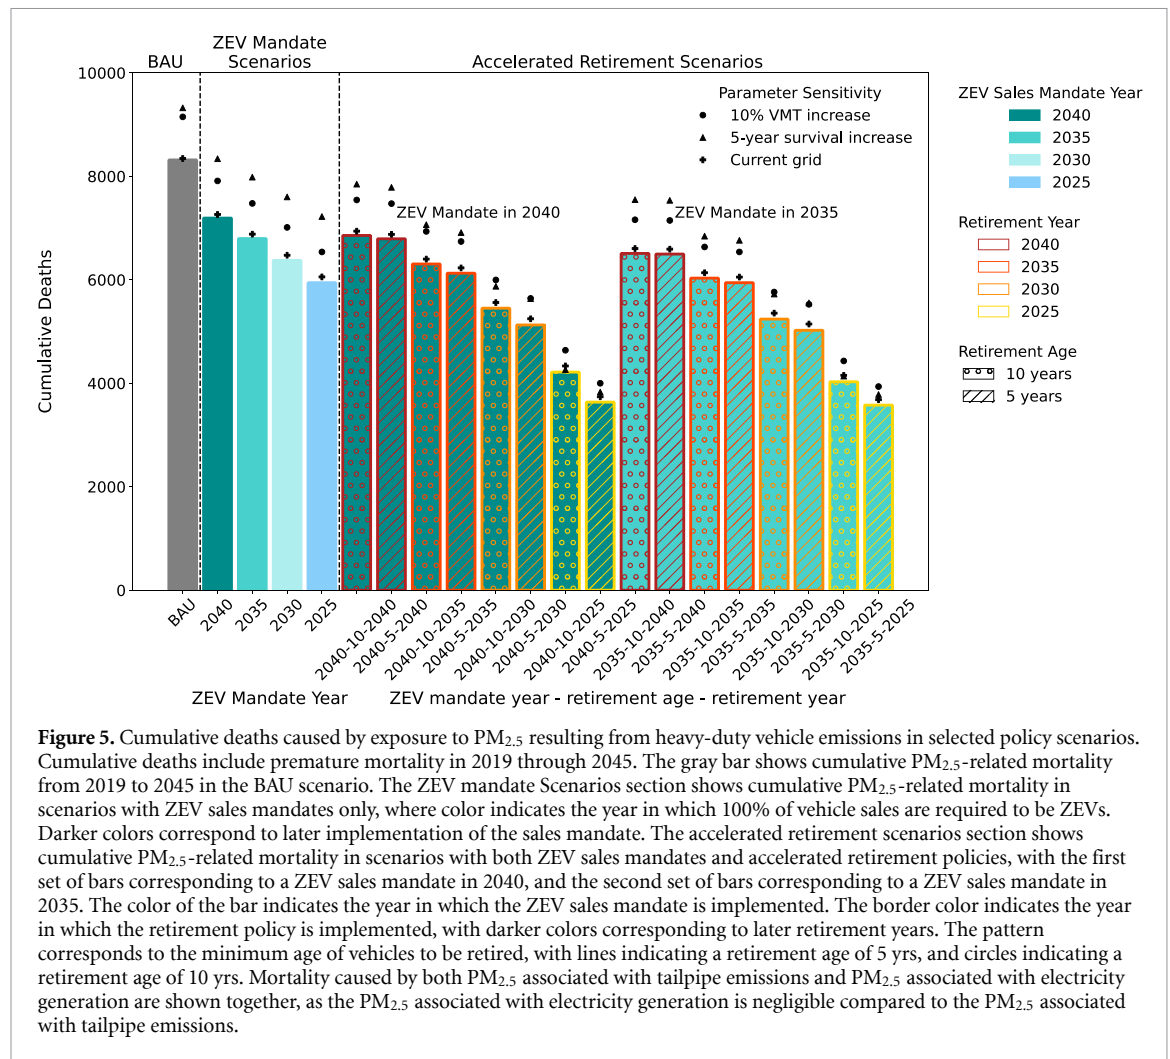 BAU
ZEV Mandate
Scenarios
Accelerated Retirement Scenarios
10000
8000
6000
4000
2000
0
Cumulative Deaths
Parameter Sensitivity
10% VMT increase
5-year survival increase
Current grid
ZEV Mandate in 2040
ZEV Mandate in 2035
BAU
2040
2035
2030
2025
2040-10-2040
2040-5-2040
2040-10-2035
2040-5-2035
2040-10-2030
2040-5-2030
2040-10-2025
2040-5-2025
2035-10-2040
2035-5-2040
2035-10-2035
2035-5-2035
2035-10-2030
2035-5-2030
2035-10-2025
2035-5-2025
ZEV Mandate Year
ZEV mandate year - retirement age - retirement year
ZEV Sales Mandate Year
2040
2035
2030
2025
Retirement Year
2040
2035
2030
2025
Retirement Age
10 years
5 years
Figure 5. Cumulative deaths caused by exposure to PM2.5 resulting from heavy-duty vehicle emissions in selected policy scenarios.
Cumulative deaths include premature mortality in 2019 through 2045. The gray bar shows cumulative PM2.5-related mortality
from 2019 to 2045 in the BAU scenario. The ZEV mandate Scenarios section shows cumulative PM2.5-related mortality in
scenarios with ZEV sales mandates only, where color indicates the year in which 100% of vehicle sales are required to be ZEVs.
Darker colors correspond to later implementation of the sales mandate. The accelerated retirement scenarios section shows
cumulative PM2.5-related mortality in scenarios with both ZEV sales mandates and accelerated retirement policies, with the first
set of bars corresponding to a ZEV sales mandate in 2040, and the second set of bars corresponding to a ZEV sales mandate in
2035. The color of the bar indicates the year in which the ZEV sales mandate is implemented. The border color indicates the year
in which the retirement policy is implemented, with darker colors corresponding to later retirement years. The pattern
corresponds to the minimum age of vehicles to be retired, with lines indicating a retirement age of 5 yrs, and circles indicating a
retirement age of 10 yrs. Mortality caused by both PM2.5 associated with tailpipe emissions and PM2.5 associated with electricity
generation are shown together, as the PM2.5 associated with electricity generation is negligible compared to the PM2.5 associated
with tailpipe emissions.